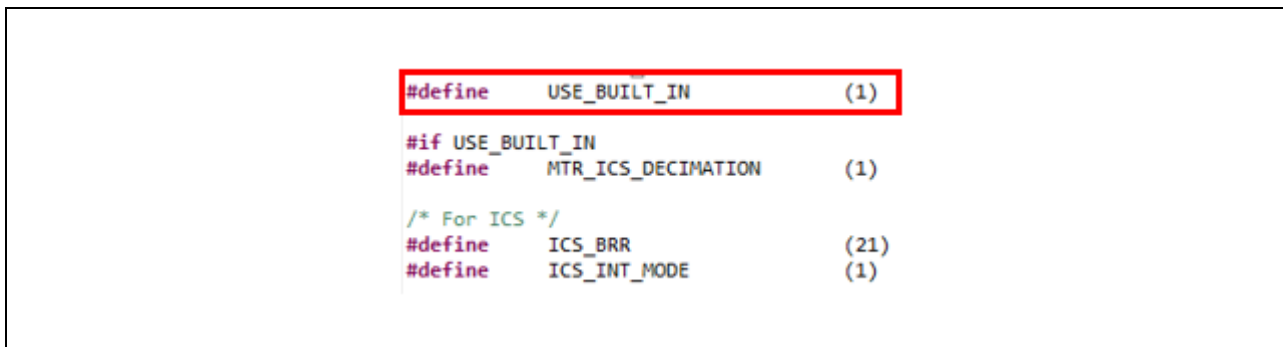 #define USE_BUILT_IN (1)
#if USE_BUILT_IN
#define MTR_ICS_DECIMATION (1)
/* For ICS */
#define ICS_BRR (21)
#define ICS_INT_MODE (1)